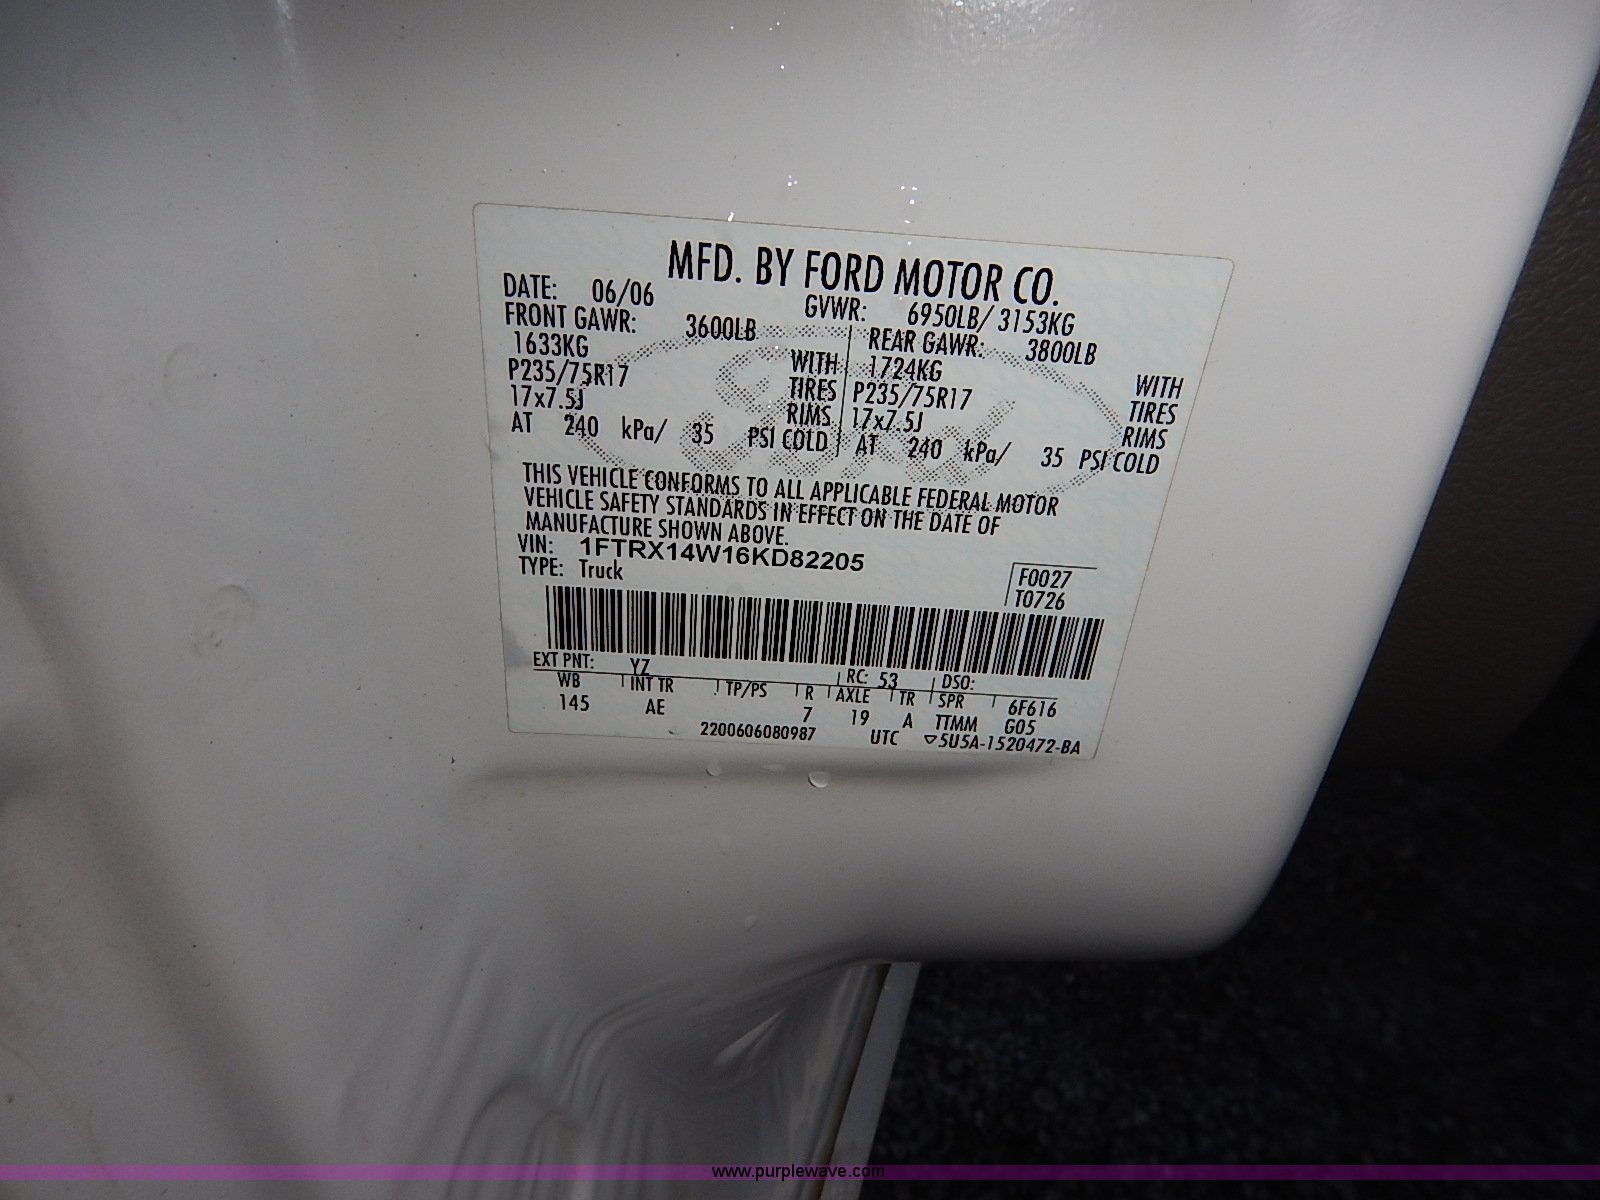 MFD. BY FORD MOTOR CO.
DATE: 06/06 GVWR: 6950LB/ 3153KG
FRONT GAWR: 3600LB REAR GAWR: 3800LB
1633KG WITH 1724KG WITH
P235/75R17 TIRES P235/75R17 TIRES
17x7.5J RIMS 17x7.5J RIMS
AT 240 kPa/ 35 PSI COLD AT 240 kPa/ 35 PSI COLD
THIS VEHICLE CONFORMS TO ALL APPLICABLE FEDERAL MOTOR
VEHICLE SAFETY STANDARDS IN EFFECT ON THE DATE OF
MANUFACTURE SHOWN ABOVE.
VIN: 1FTRX14W16KD82205
TYPE: Truck
F0027
T0726
EXT PNT: YZ RC: 53 DSO:
WB INT TR TP/PS R AXLE TR SPR 6F616
145 AE 7 19 A TTMM G05
2200606080987 UTC ▽5U5A-1520472-BA
Ford
www.purplewave.com